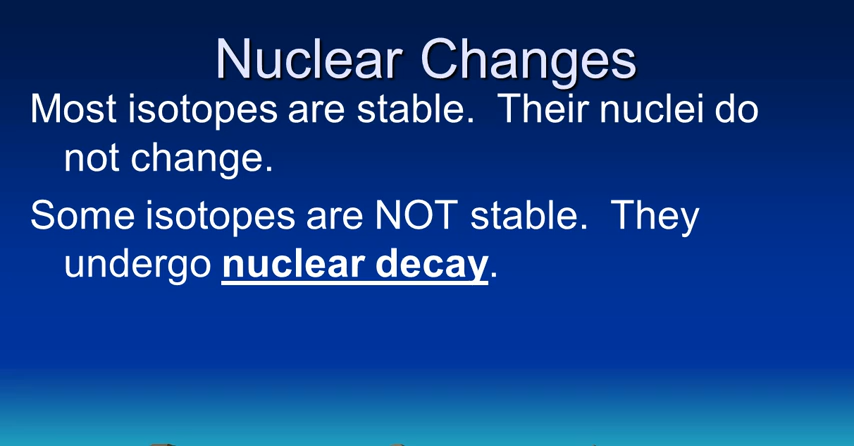 Nuclear Changes
Most isotopes are stable.  Their nuclei do
not change.
Some isotopes are NOT stable.  They
undergo nuclear decay.